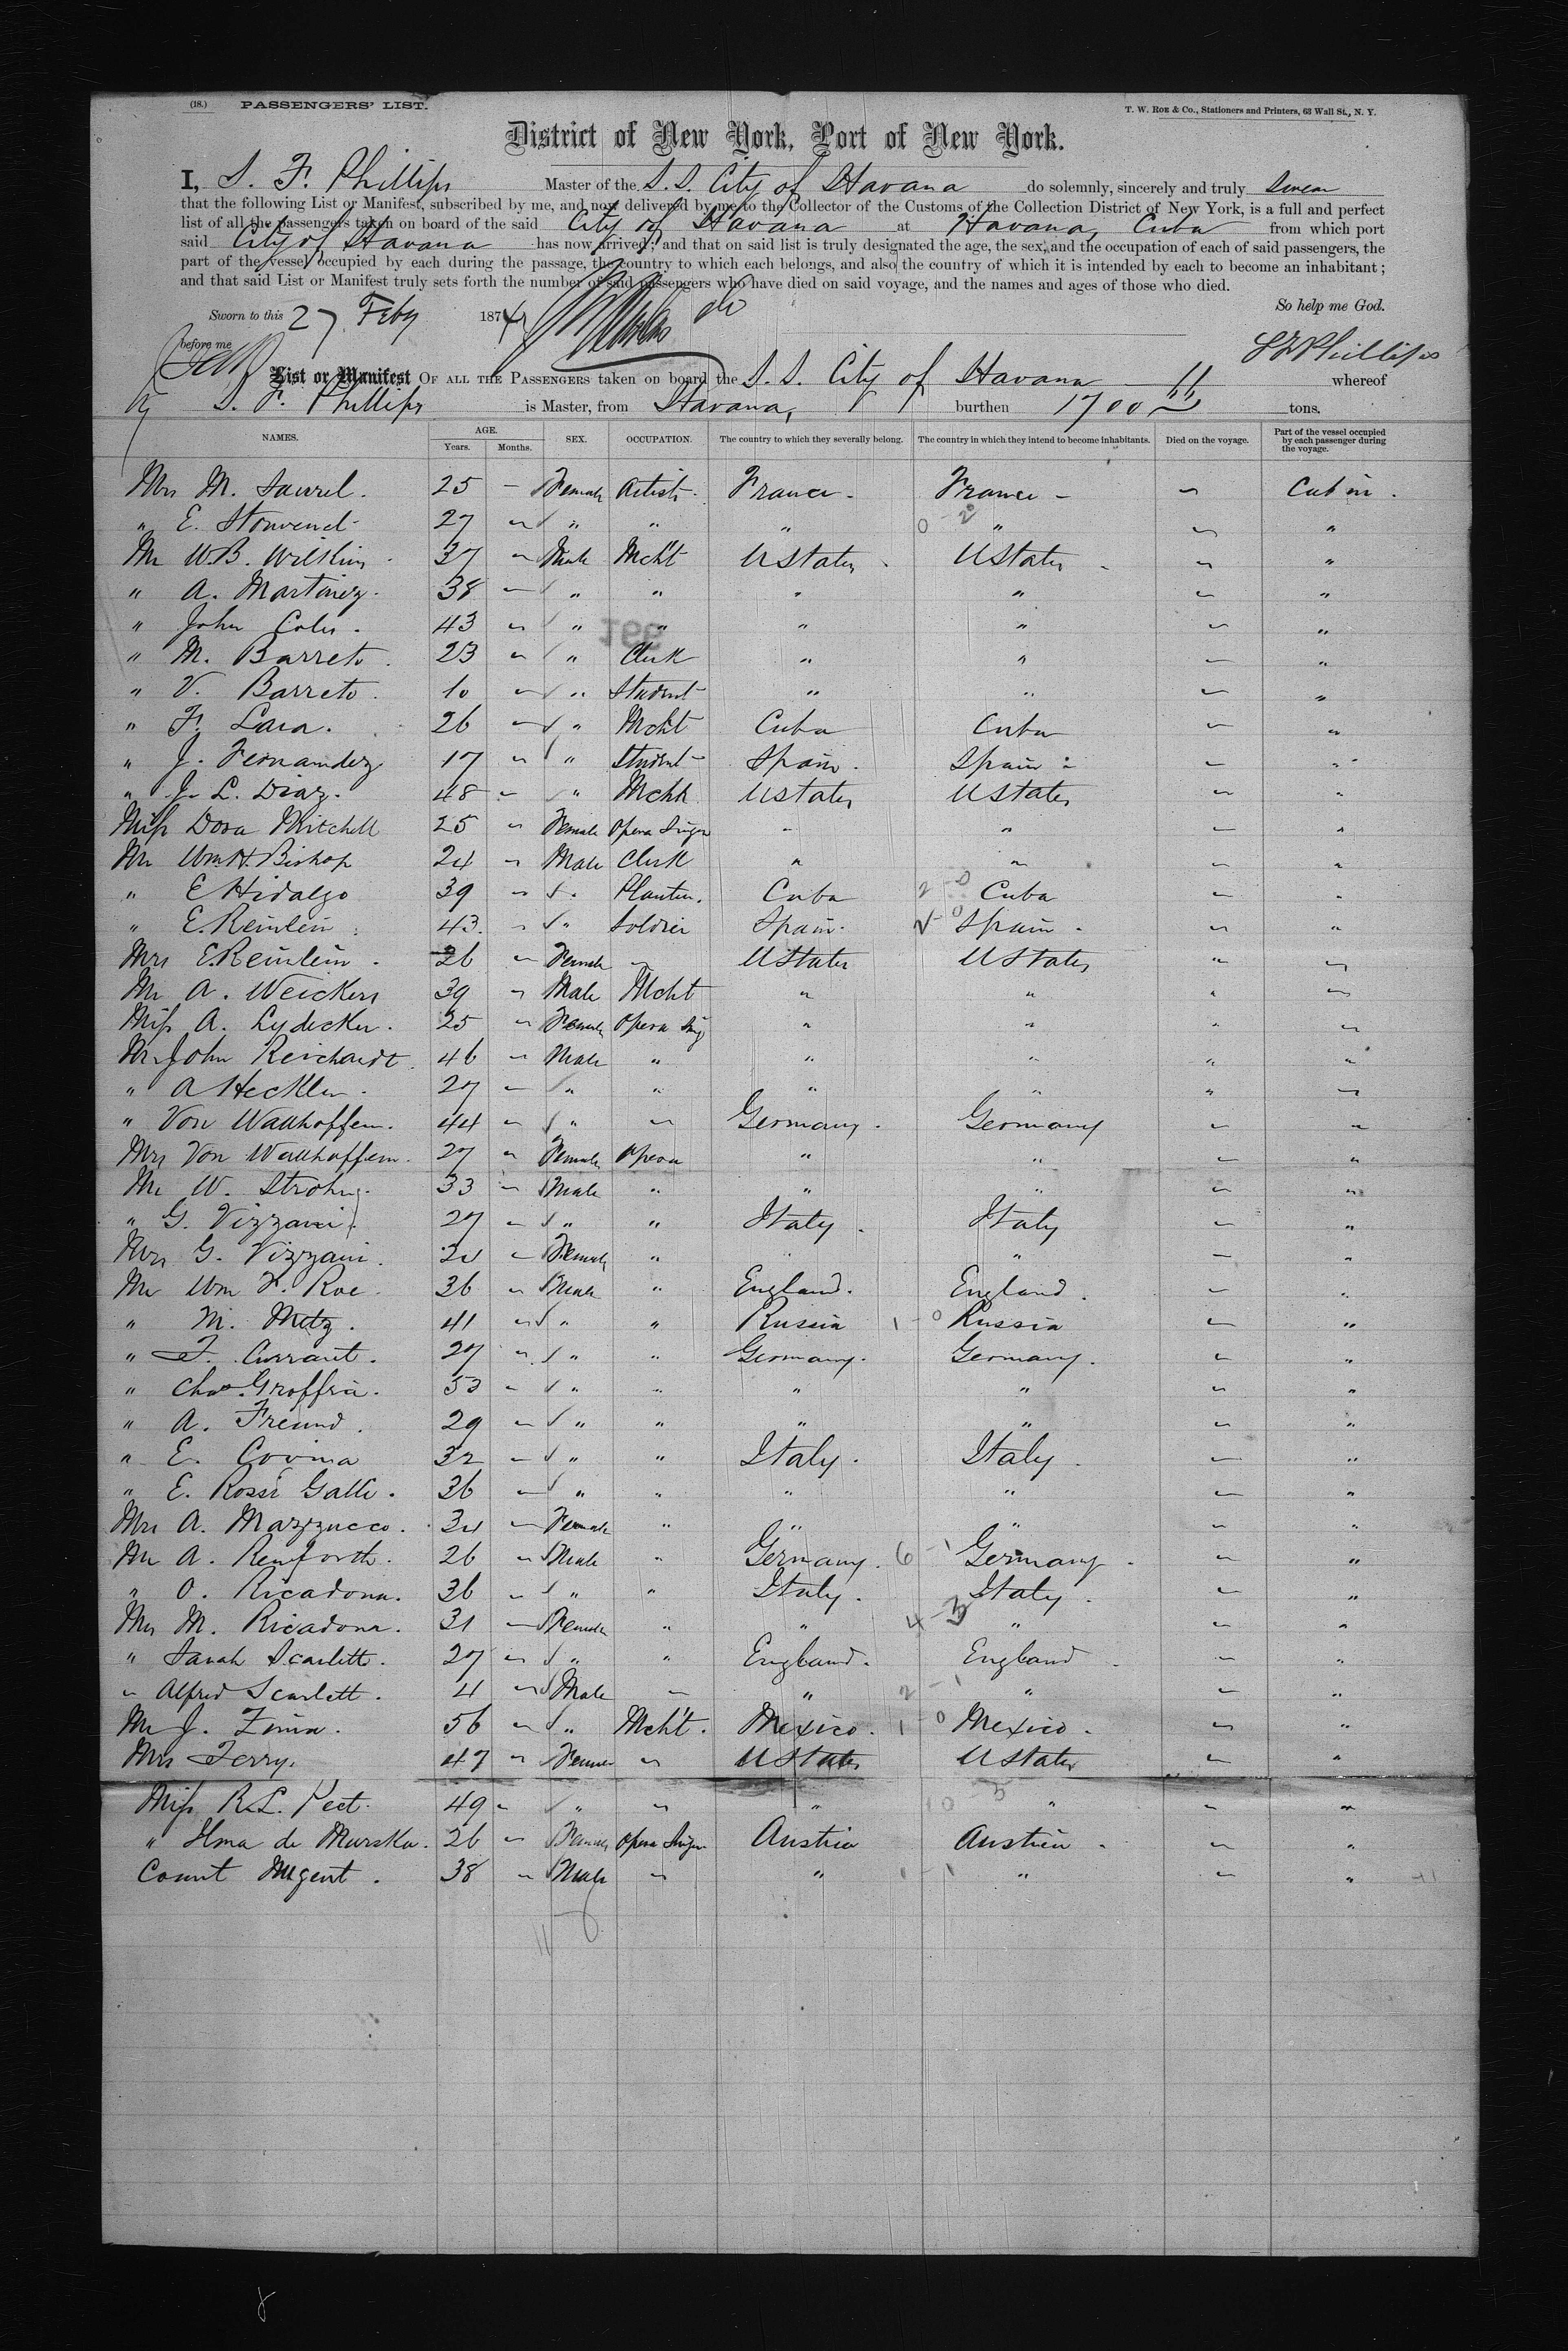 (18.) PASSENGERS' LIST. T. W. ROE & Co., Stationers and Printers, 63 Wall St., N. Y.
District of New York, Port of New York.
I, S. F. Phillips Master of the S. S. City of Havana do solemnly, sincerely and truly swear
that the following List or Manifest, subscribed by me, and now delivered by me to the Collector of the Customs of the Collection District of New York, is a full and perfect
list of all the passengers taken on board of the said City of Havana at Havana, Cuba from which port
said City of Havana has now arrived; and that on said list is truly designated the age, the sex, and the occupation of each of said passengers, the
part of the vessel occupied by each during the passage, the country to which each belongs, and also the country of which it is intended by each to become an inhabitant;
and that said List or Manifest truly sets forth the number of said passengers who have died on said voyage, and the names and ages of those who died.
So help me God.
Sworn to this 27 Feby 1874
before me
S F Phillips
List or Manifest OF ALL THE PASSENGERS taken on board the S. S. City of Havana whereof
S. F. Phillips is Master, from Havana, burthen 1700 tons.
NAMES. AGE. Years. Months. SEX. OCCUPATION. The country to which they severally belong. The country in which they intend to become inhabitants. Died on the voyage. Part of the vessel occupied by each passenger during the voyage.
Mrs M. 25 - Female Artist. France - France - - Cabin.
" E. 27 - " " " " - "
Mr W.B. 37 - Male Mcht U States U States - "
" A. Martinez. 38 - " " " " - "
" John Coles. 43 - " " " " - "
" M. Barreto. 23 - " Clerk " " - "
" V. Barreto. 10 - " Student " " - "
" F. Lara. 26 - " Mcht Cuba Cuba - "
" J. Fernandez 17 - " Student Spain. Spain - "
" J. L. Diaz. 48 - " Mcht U States U States - "
Miss Dora Mitchell 25 - Female Opera Singer " " - "
Mr Wm H. Bishop 24 - Male Clerk " " - "
" E Hidalgo 39 - " Planter. Cuba Cuba - "
" E. Reinlein 43. - " Soldier Spain. Spain. - "
Mrs E. Reinlein. 26 - Female - U States U States " "
Mr A. Weickers 39 - Male Mcht " " " "
Miss A. Lydecker. 25 - Female Opera Sing " " " "
Mr John Reichardt. 46 - Male " " " " "
" A Heckler. 27 - " " " " " "
" Von Wallhoffen. 44 - " - Germany. Germany - "
Mrs Von Wallhoffen. 27 - Female Opera " " - "
Mr W. 33 - Male " " " - "
" G. Vizzani. 27 - " " Italy. Italy - "
Mrs G. Vizzani. - Female " " " - "
Mr Wm F. Roe. 36 - Male " England. England. - "
" M. Metz. 41 - " " Russia Russia - "
" F. Currant. 27 - " " Germany. Germany. - "
" Chas. 53 - " " " " - "
" A. Freund. 29 - " " " " - "
" E. Covina 32 - " " Italy. Italy. - "
" E. Rossi Galli. 36 - " " " " - "
Mrs A. Mazzucco. 34 - Female " " " - "
Mr A. 26 - Male " Germany. Germany. - "
" O. Ricadona. 36 - " " Italy. Italy. - "
Mrs M. Ricadona. 31 - Female " " " - "
" Sarah Scarlett. 27 - " " England. England - "
" Alfred Scarlett. 4 - Male - " " - "
Mr J. 56 - " Mcht. Mexico. Mexico. - "
Mrs Terry. 47 - Female - U States U States - "
Miss R. L. Peet. 49 - " - " " - "
" Ilma de Murska. 26 - Female Opera Singer Austria Austria. - "
Count Nugent. 38 - Male - " " - "